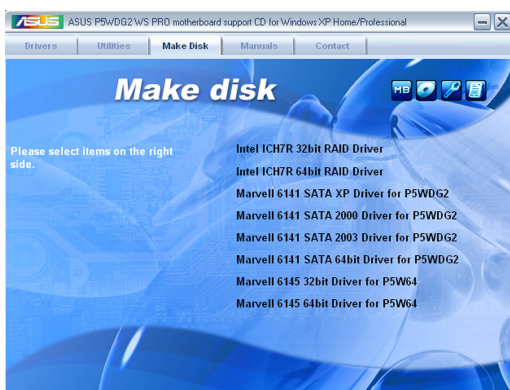 ASUS ASUS P5WDG2 WS PRO motherboard support CD for Windows XP Home/Professional
Drivers Utilities Make Disk Manuals Contact
Make disk
MB
Please select items on the right
side.
Intel ICH7R 32bit RAID Driver
Intel ICH7R 64bit RAID Driver
Marvell 6141 SATA XP Driver for P5WDG2
Marvell 6141 SATA 2000 Driver for P5WDG2
Marvell 6141 SATA 2003 Driver for P5WDG2
Marvell 6141 SATA 64bit Driver for P5WDG2
Marvell 6145 32bit Driver for P5W64
Marvell 6145 64bit Driver for P5W64